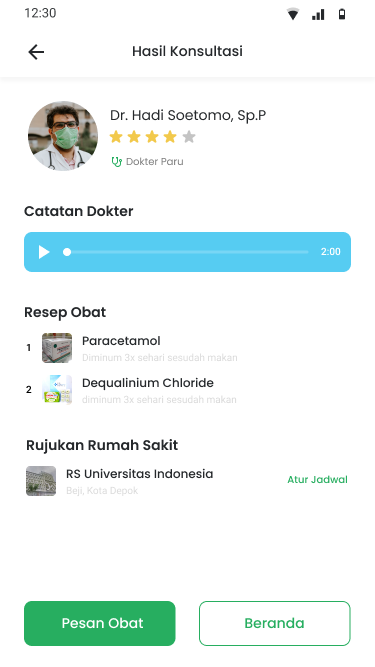 12:30
Hasil Konsultasi
Dr. Hadi Soetomo, Sp.P
Dokter Paru
Catatan Dokter
2:00
Resep Obat
1 Paracetamol
Diminum 3x sehari sesudah makan
2 Dequalinium Chloride
diminum 3x sehari sesudah makan
Rujukan Rumah Sakit
RS Universitas Indonesia
Beji, Kota Depok
Atur Jadwal
Pesan Obat
Beranda